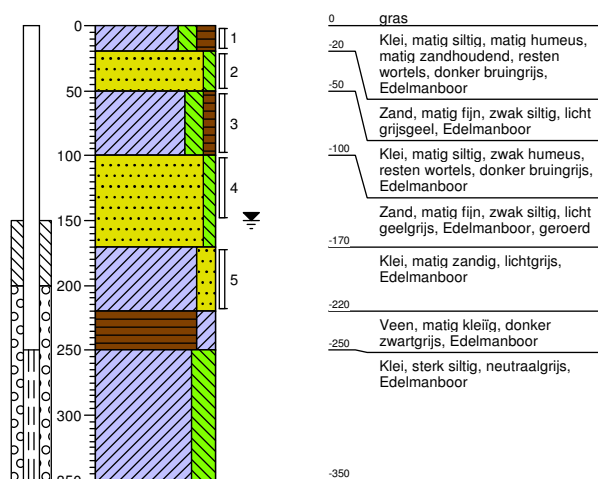 0
50
100
150
200
250
300
350
1
2
3
4
5
0
gras
Klei, matig siltig, matig humeus,
matig zandhoudend, resten
wortels, donker bruingrijs,
Edelmanboor
-20
Zand, matig fijn, zwak siltig, licht
grijsgeel, Edelmanboor
-50
Klei, matig siltig, zwak humeus,
resten wortels, donker bruingrijs,
Edelmanboor
-100
Zand, matig fijn, zwak siltig, licht
geelgrijs, Edelmanboor, geroerd
-170
Klei, matig zandig, lichtgrijs,
Edelmanboor
-220
Veen, matig kleiïg, donker
zwartgrijs, Edelmanboor
-250
Klei, sterk siltig, neutraalgrijs,
Edelmanboor
-350